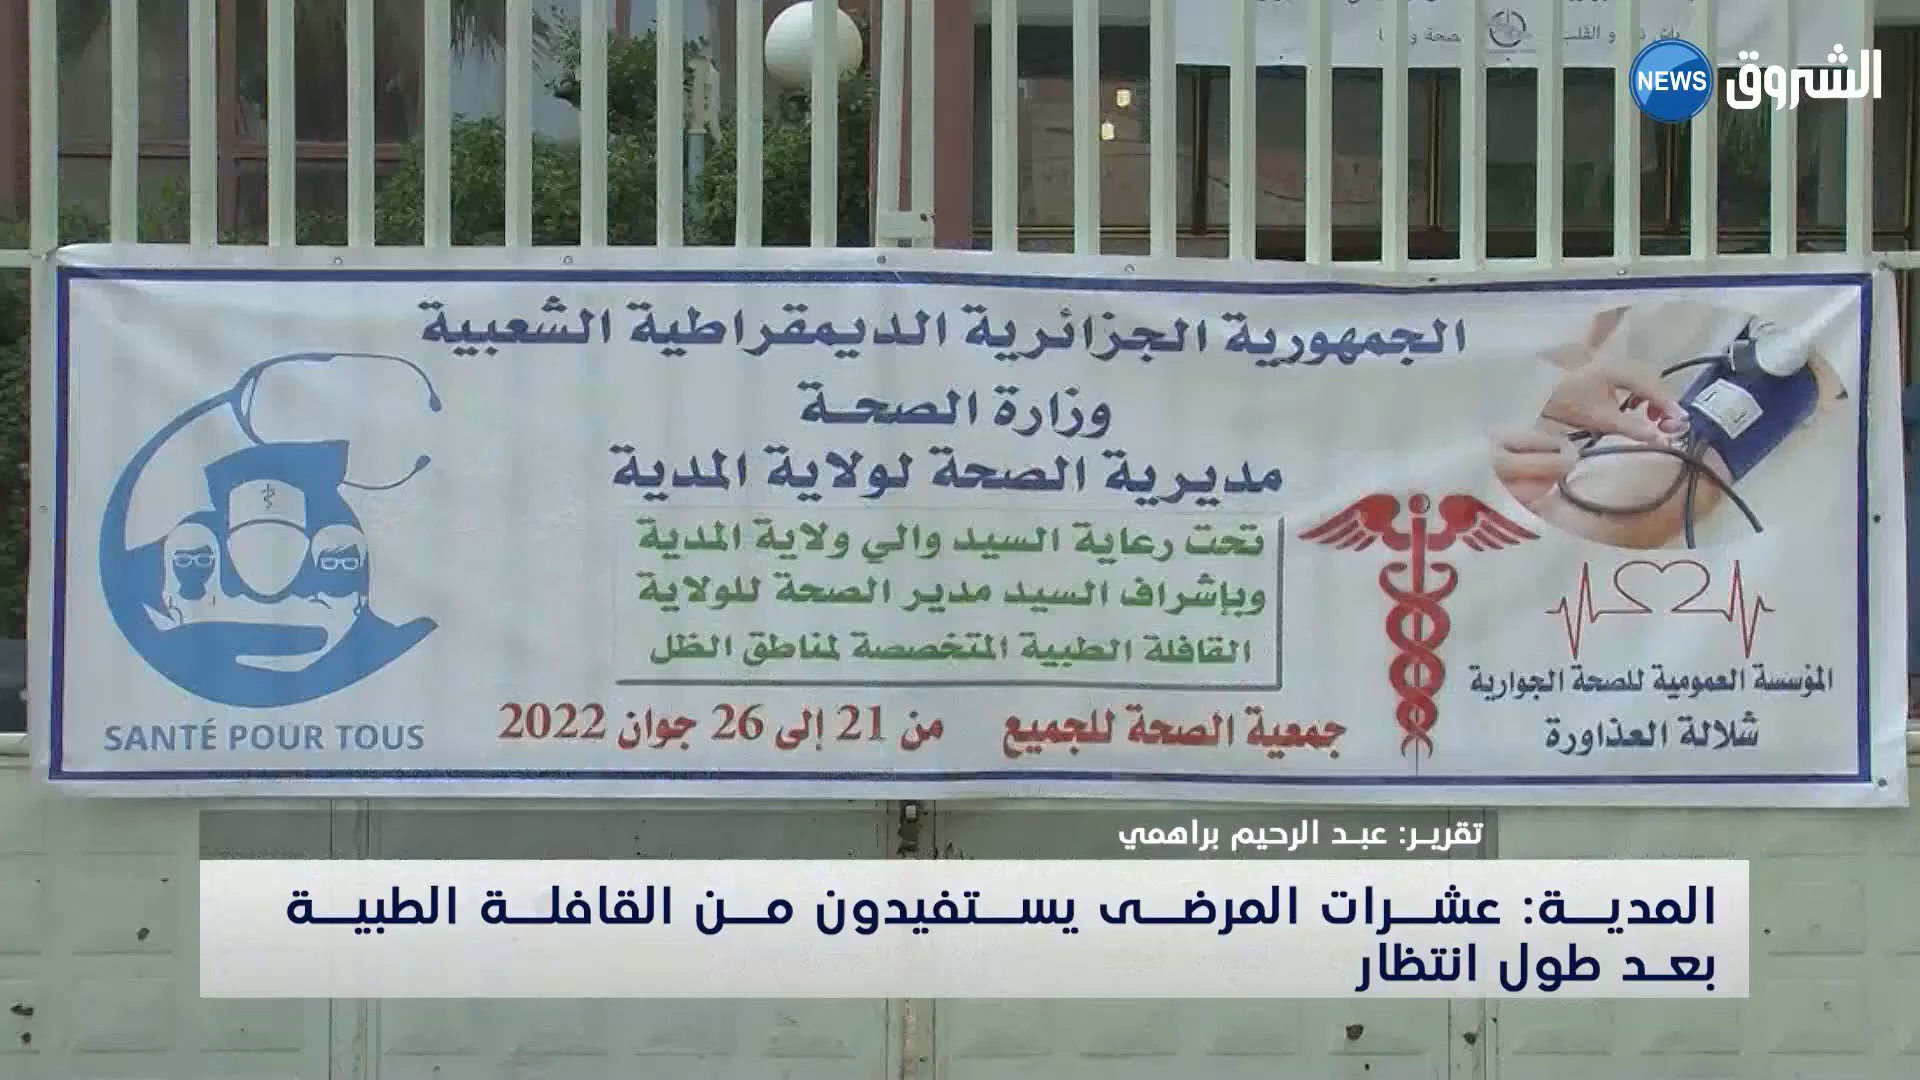 NEWS الشروق
الجمهورية الجزائرية الديمقراطية الشعبية
وزارة الصحة
مديرية الصحة لولاية المدية
تحت رعاية السيد والي ولاية المدية
وبإشراف السيد مدير الصحة للولاية
القافلة الطبية المتخصصة لمناطق الظل
جمعية الصحة للجميع من 21 إلى 26 جوان 2022
المؤسسة العمومية للصحة الجوارية
شلالة العذاورة
SANTÉ POUR TOUS
تقرير: عبد الرحيم براهمي
المدية: عشرات المرضى يستفيدون من القافلة الطبية
بعد طول انتظار